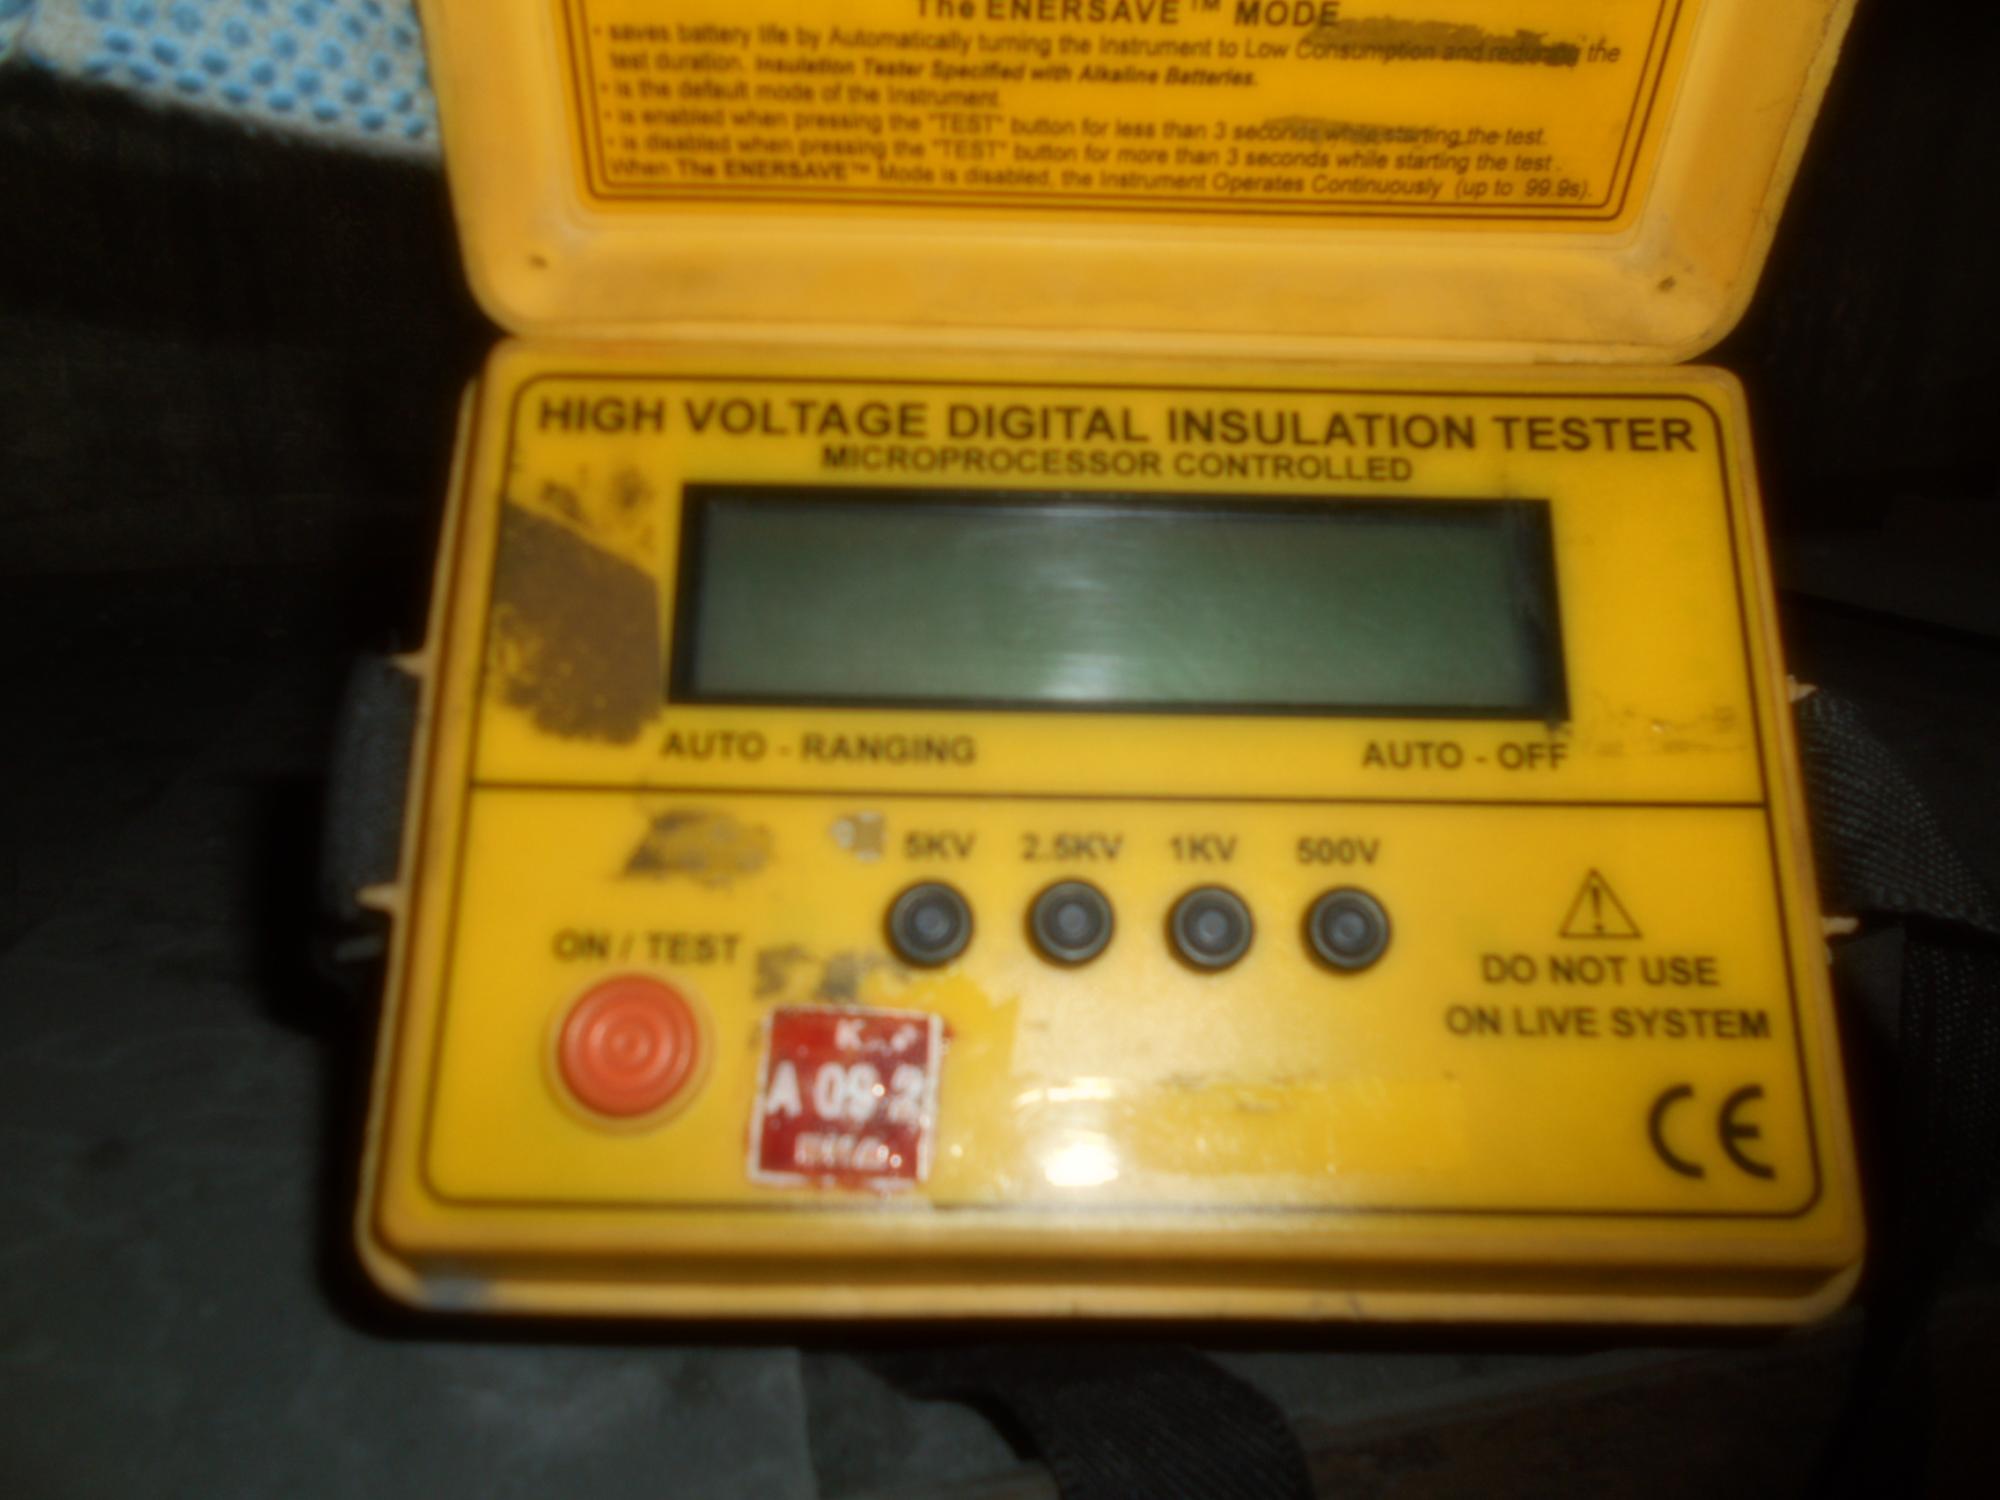 The ENERSAVE™ MODE
• saves battery life by Automatically turning the Instrument to Low Consumption and reducing the
test duration. Insulation Tester Specified with Alkaline Batteries.
• is the default mode of the Instrument.
• is enabled when pressing the "TEST" button for less than 3 seconds while starting the test.
• is disabled when pressing the "TEST" button for more than 3 seconds while starting the test.
When The ENERSAVE™ Mode is disabled, the Instrument Operates Continuously (up to 99.9s).
HIGH VOLTAGE DIGITAL INSULATION TESTER
MICROPROCESSOR CONTROLLED
AUTO - RANGING AUTO - OFF
5KV 2.5KV 1KV 500V
ON / TEST
DO NOT USE
ON LIVE SYSTEM
A 09
CE